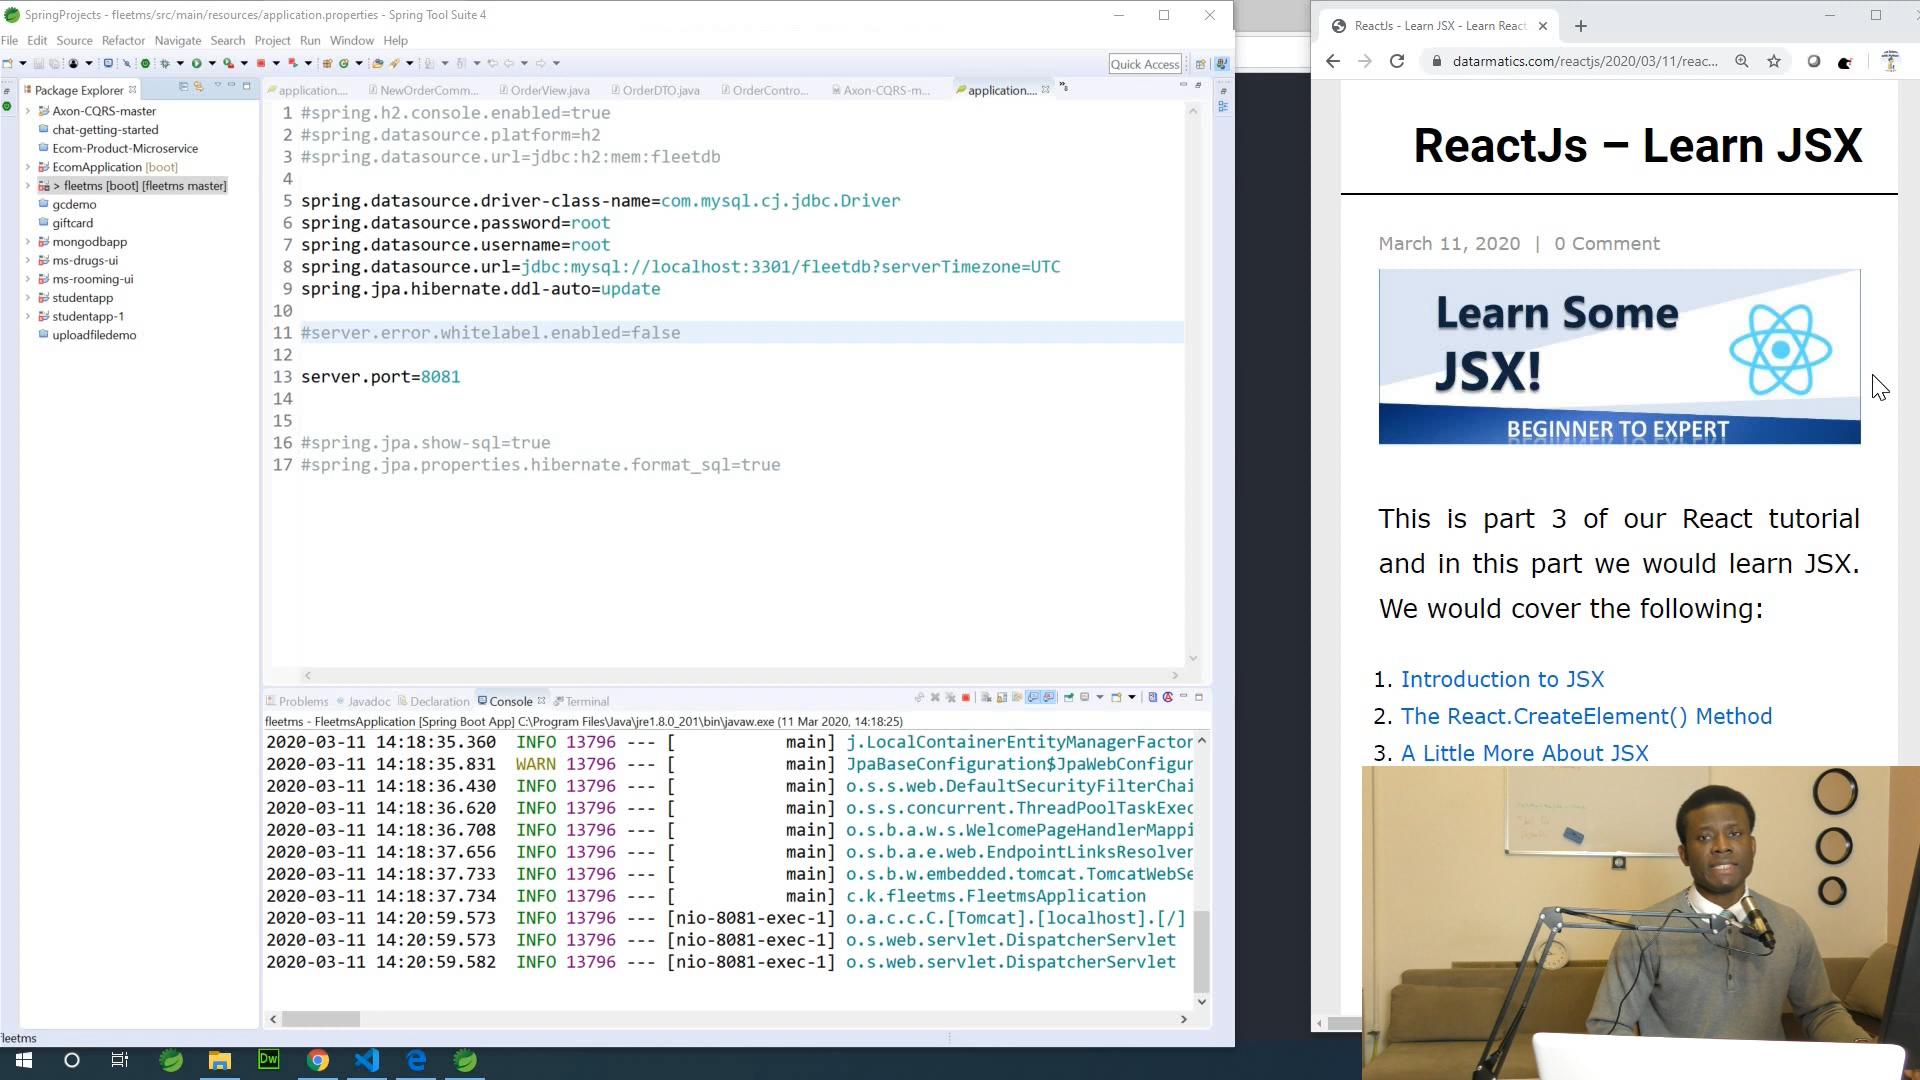 SpringProjects - fleetms/src/main/resources/application.properties - Spring Tool Suite 4
File Edit Source Refactor Navigate Search Project Run Window Help
Quick Access
Package Explorer
Axon-CQRS-master
chat-getting-started
Ecom-Product-Microservice
EcomApplication [boot]
> fleetms [boot] [fleetms master]
gcdemo
giftcard
mongodbapp
ms-drugs-ui
ms-rooming-ui
studentapp
studentapp-1
uploadfiledemo
application.... NewOrderComm... OrderView.java OrderDTO.java OrderContro... Axon-CQRS-m... application....
1 #spring.h2.console.enabled=true
2 #spring.datasource.platform=h2
3 #spring.datasource.url=jdbc:h2:mem:fleetdb
4
5 spring.datasource.driver-class-name=com.mysql.cj.jdbc.Driver
6 spring.datasource.password=root
7 spring.datasource.username=root
8 spring.datasource.url=jdbc:mysql://localhost:3301/fleetdb?serverTimezone=UTC
9 spring.jpa.hibernate.ddl-auto=update
10
11 #server.error.whitelabel.enabled=false
12
13 server.port=8081
14
15
16 #spring.jpa.show-sql=true
17 #spring.jpa.properties.hibernate.format_sql=true
Problems Javadoc Declaration Console Terminal
fleetms - FleetmsApplication [Spring Boot App] C:\Program Files\Java\jre1.8.0_201\bin\javaw.exe (11 Mar 2020, 14:18:25)
2020-03-11 14:18:35.360 INFO 13796 --- [ main] j.LocalContainerEntityManagerFactor
2020-03-11 14:18:35.831 WARN 13796 --- [ main] JpaBaseConfiguration$JpaWebConfigur
2020-03-11 14:18:36.430 INFO 13796 --- [ main] o.s.s.web.DefaultSecurityFilterChai
2020-03-11 14:18:36.620 INFO 13796 --- [ main] o.s.s.concurrent.ThreadPoolTaskExec
2020-03-11 14:18:36.708 INFO 13796 --- [ main] o.s.b.a.w.s.WelcomePageHandlerMappi
2020-03-11 14:18:37.656 INFO 13796 --- [ main] o.s.b.a.e.web.EndpointLinksResolver
2020-03-11 14:18:37.733 INFO 13796 --- [ main] o.s.b.w.embedded.tomcat.TomcatWebSe
2020-03-11 14:18:37.734 INFO 13796 --- [ main] c.k.fleetms.FleetmsApplication
2020-03-11 14:20:59.573 INFO 13796 --- [nio-8081-exec-1] o.a.c.c.C.[Tomcat].[localhost].[/]
2020-03-11 14:20:59.573 INFO 13796 --- [nio-8081-exec-1] o.s.web.servlet.DispatcherServlet
2020-03-11 14:20:59.582 INFO 13796 --- [nio-8081-exec-1] o.s.web.servlet.DispatcherServlet
fleetms
Dw
ReactJs - Learn JSX - Learn React
datarmatics.com/reactjs/2020/03/11/reac...
ReactJs – Learn JSX
March 11, 2020 | 0 Comment
Learn Some
JSX!
BEGINNER TO EXPERT
This is part 3 of our React tutorial
and in this part we would learn JSX.
We would cover the following:
1. Introduction to JSX
2. The React.CreateElement() Method
3. A Little More About JSX